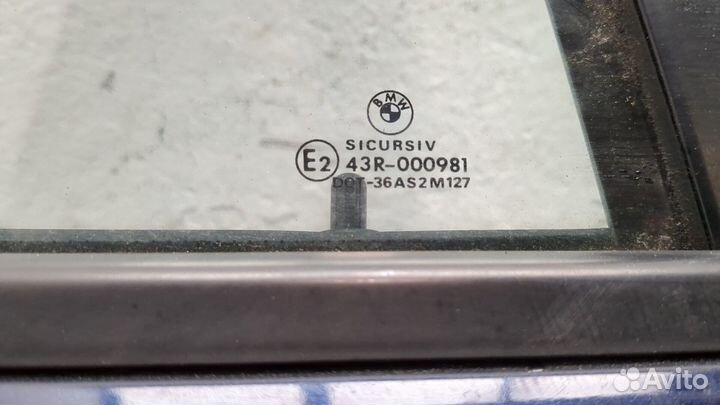 BMW
SICURSIV
E2 43R-000981
DOT-36AS2M127
Avito